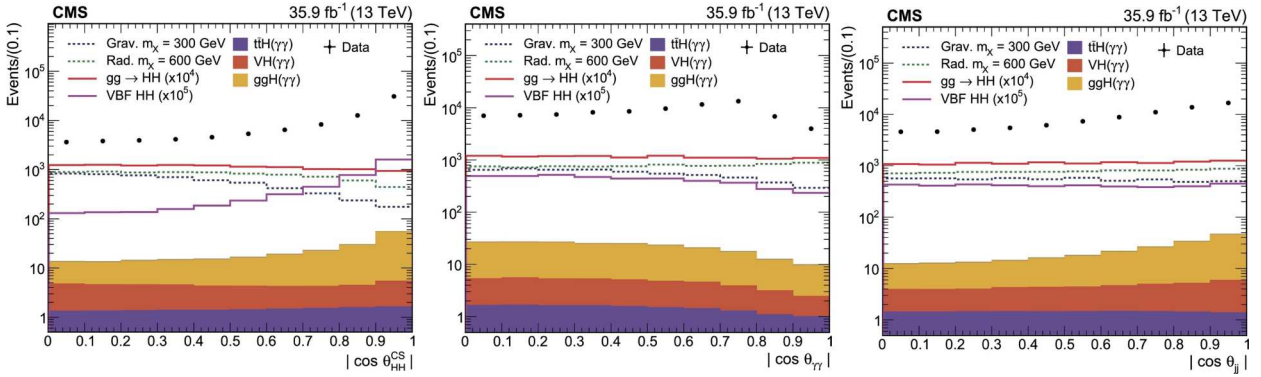 CMS 35.9 fb⁻¹ (13 TeV)
Events/(0.1)
Grav. mX = 300 GeV
Rad. mX = 600 GeV
gg → HH (x10⁴)
VBF HH (x10⁵)
tt̄H(γγ)
VH(γγ)
ggH(γγ)
Data
10⁵
10⁴
10³
10²
10
1
0 0.1 0.2 0.3 0.4 0.5 0.6 0.7 0.8 0.9 1
| cos θ_HH^CS |
CMS 35.9 fb⁻¹ (13 TeV)
Events/(0.1)
Grav. mX = 300 GeV
Rad. mX = 600 GeV
gg → HH (x10⁴)
VBF HH (x10⁵)
tt̄H(γγ)
VH(γγ)
ggH(γγ)
Data
10⁵
10⁴
10³
10²
10
1
0 0.1 0.2 0.3 0.4 0.5 0.6 0.7 0.8 0.9 1
| cos θγγ |
CMS 35.9 fb⁻¹ (13 TeV)
Events/(0.1)
Grav. mX = 300 GeV
Rad. mX = 600 GeV
gg → HH (x10⁴)
VBF HH (x10⁵)
tt̄H(γγ)
VH(γγ)
ggH(γγ)
Data
10⁵
10⁴
10³
10²
10
1
0 0.1 0.2 0.3 0.4 0.5 0.6 0.7 0.8 0.9 1
| cos θjj |